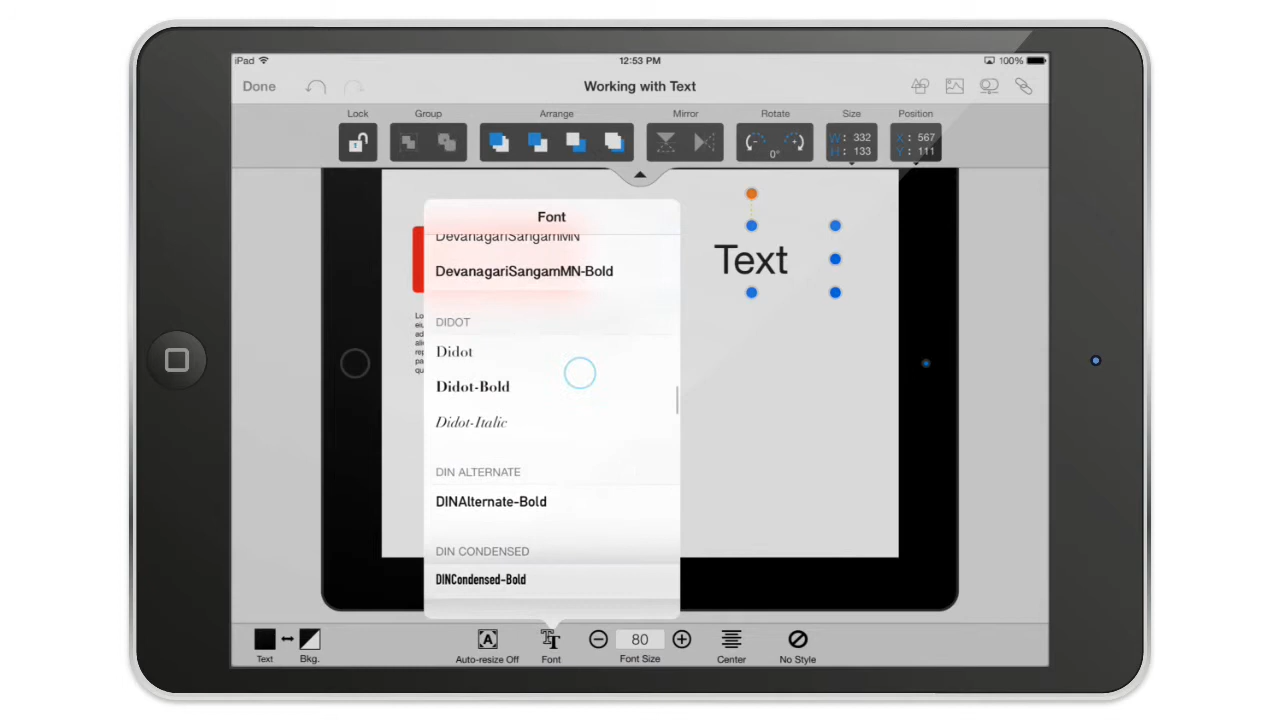 iPad 12:53 PM 100%
Done Working with Text
Lock Group Arrange Mirror Rotate Size Position
0° W: 332 X: 567
H: 133 Y: 111
Font
DevanagariSangamMN
DevanagariSangamMN-Bold
Text
DIDOT
Didot
Didot-Bold
Didot-Italic
DIN ALTERNATE
DINAlternate-Bold
DIN CONDENSED
DINCondensed-Bold
80
Text Bkg. Auto-resize Off Font Font Size Center No Style